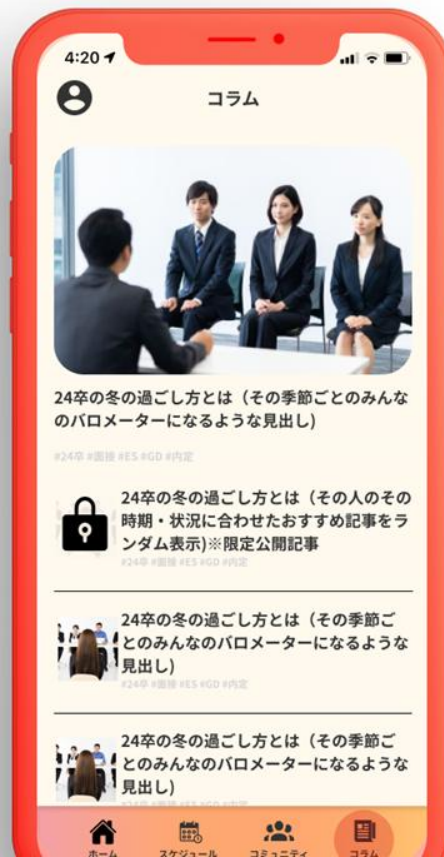 4:20
コラム
24卒の冬の過ごし方とは（その季節ごとのみんな
のバロメーターになるような見出し)
#24卒 #面接 #ES #GD #内定
24卒の冬の過ごし方とは（その人のその
時期・状況に合わせたおすすめ記事をラ
ンダム表示)※限定公開記事
#24卒 #面接 #ES #GD #内定
24卒の冬の過ごし方とは（その季節ご
とのみんなのバロメーターになるような
見出し)
#24卒 #面接 #ES #GD #内定
24卒の冬の過ごし方とは（その季節ご
とのみんなのバロメーターになるような
見出し)
#24卒 #面接 #ES #GD #内定
ホーム
スケジュール
コミュニティ
コラム